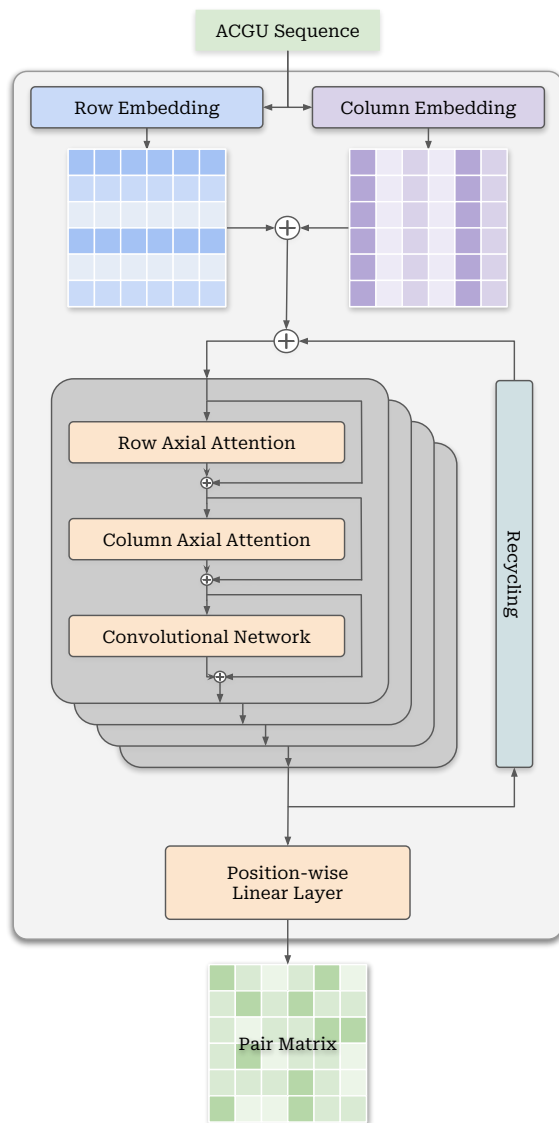 ACGU Sequence
Row Embedding
Column Embedding
Row Axial Attention
Column Axial Attention
Convolutional Network
Recycling
Position-wise
Linear Layer
Pair Matrix